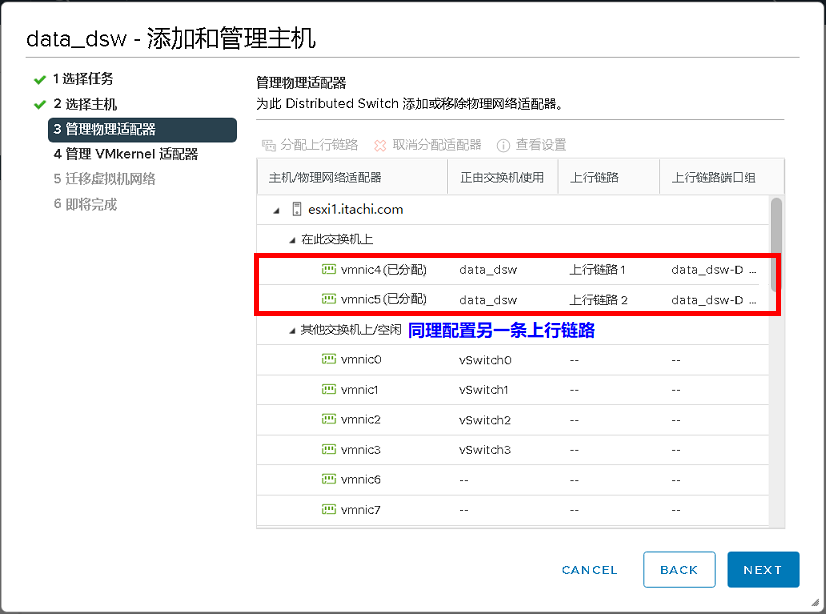 data_dsw - 添加和管理主机
1 选择任务
2 选择主机
3 管理物理适配器
4 管理 VMkernel 适配器
5 迁移虚拟机网络
6 即将完成
管理物理适配器
为此 Distributed Switch 添加或移除物理网络适配器。
分配上行链路 取消分配适配器 查看设置
主机/物理网络适配器 正由交换机使用 上行链路 上行链路端口组
esxi1.itachi.com
在此交换机上
vmnic4(已分配) data_dsw 上行链路 1 data_dsw-D ...
vmnic5(已分配) data_dsw 上行链路 2 data_dsw-D ...
其他交换机上/空闲 同理配置另一条上行链路
vmnic0 vSwitch0 -- --
vmnic1 vSwitch1 -- --
vmnic2 vSwitch2 -- --
vmnic3 vSwitch3 -- --
vmnic6 -- -- --
vmnic7 -- -- --
CANCEL BACK NEXT